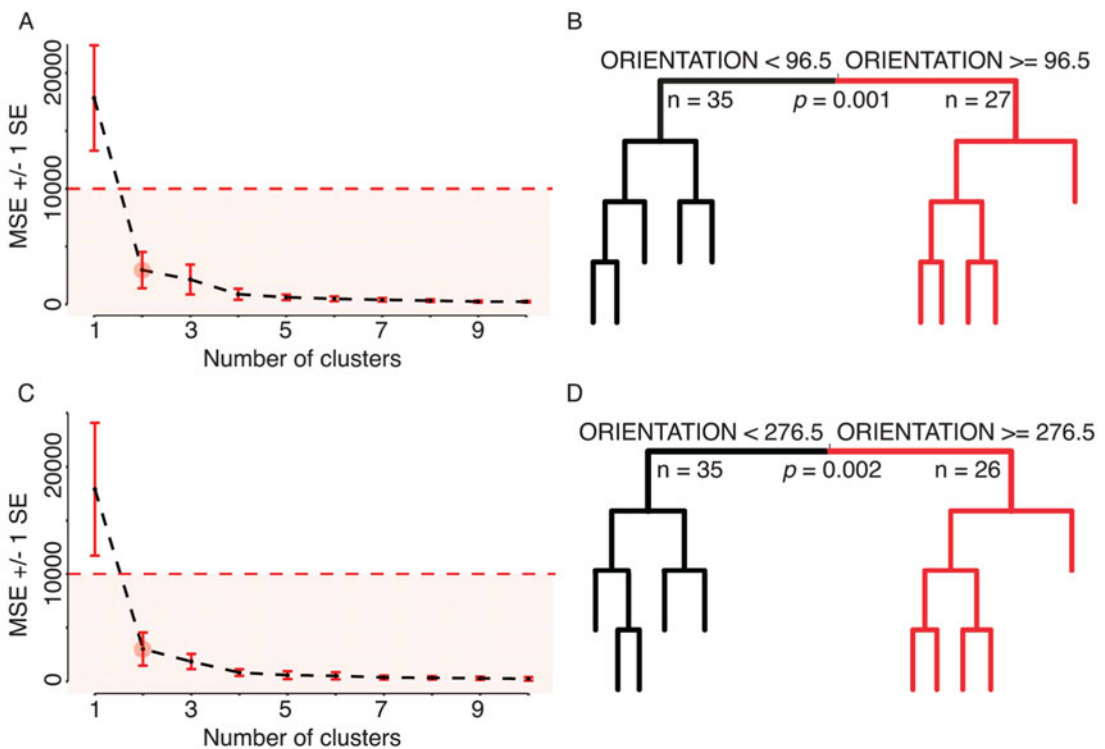 A
MSE +/- 1 SE
20000
10000
0
1 3 5 7 9
Number of clusters
B
ORIENTATION < 96.5 ORIENTATION >= 96.5
n = 35 p = 0.001 n = 27
C
MSE +/- 1 SE
20000
10000
0
1 3 5 7 9
Number of clusters
D
ORIENTATION < 276.5 ORIENTATION >= 276.5
n = 35 p = 0.002 n = 26